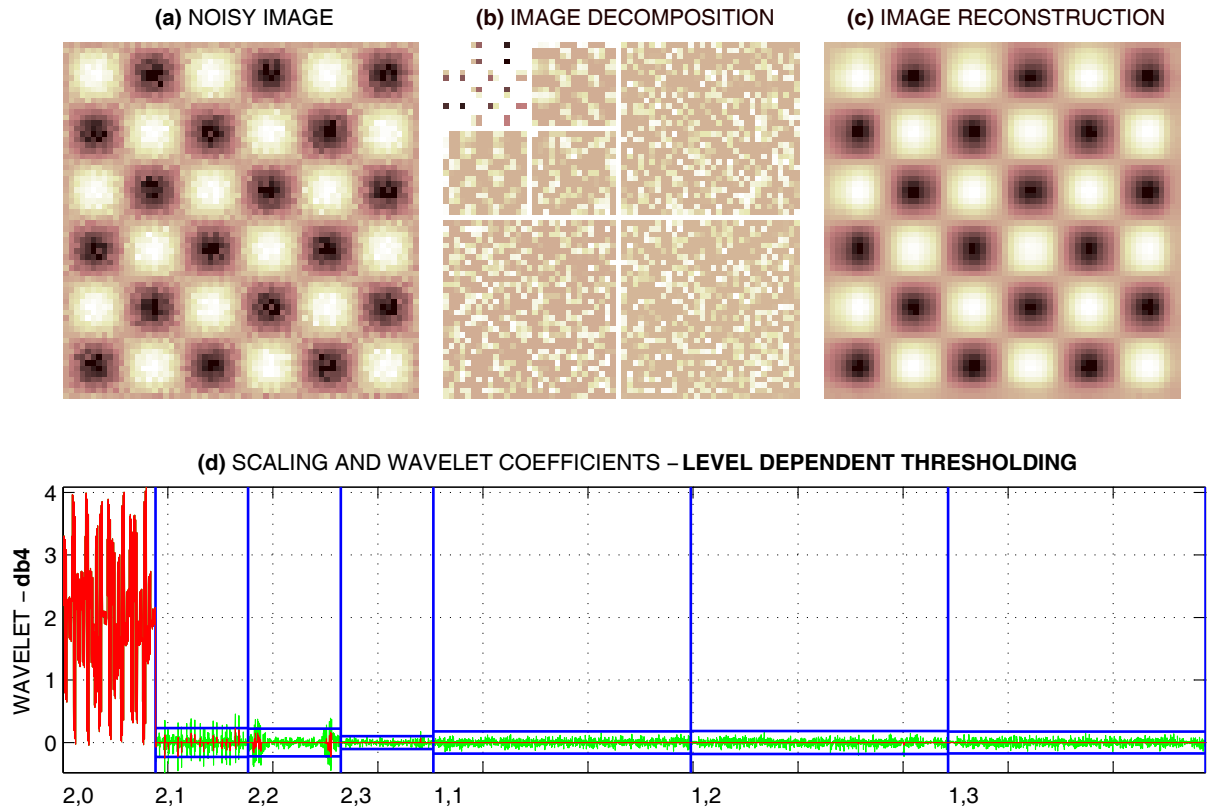 (a) NOISY IMAGE
(b) IMAGE DECOMPOSITION
(c) IMAGE RECONSTRUCTION
(d) SCALING AND WAVELET COEFFICIENTS – LEVEL DEPENDENT THRESHOLDING
WAVELET – db4
4
3
2
1
0
2,0 2,1 2,2 2,3 1,1 1,2 1,3